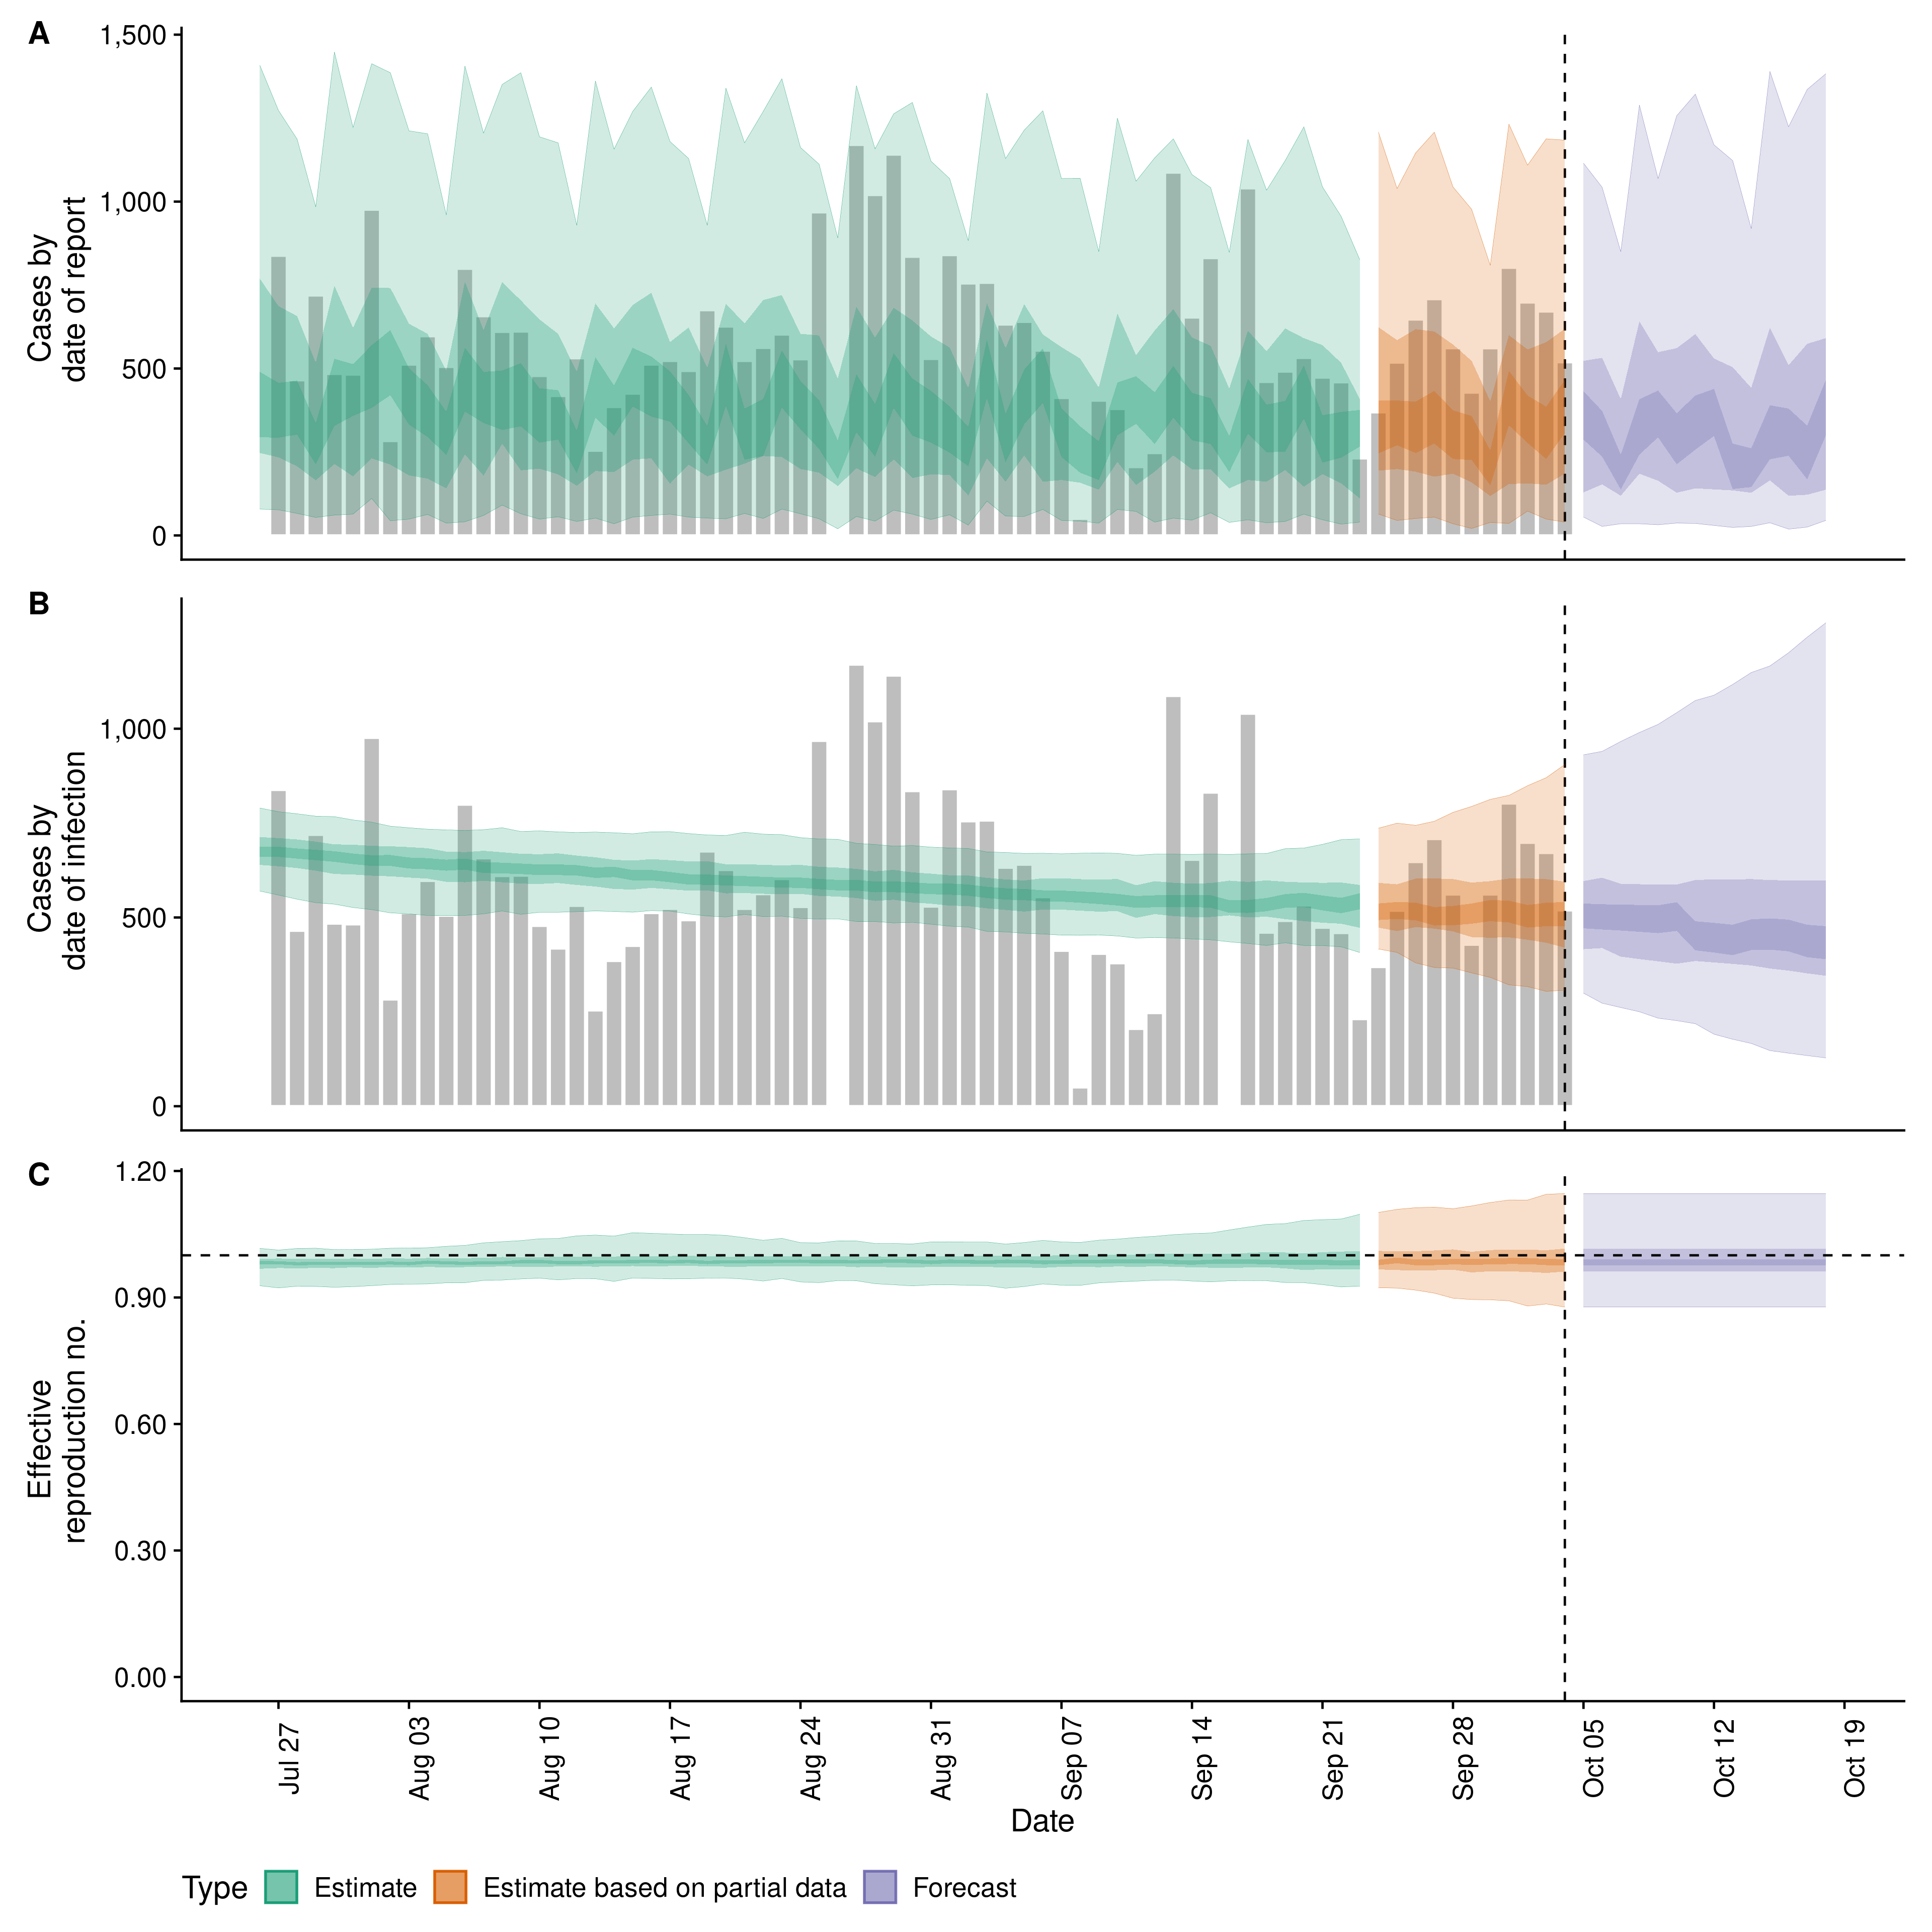 A
1,500
1,000
500
0
Cases by
date of report
B
1,000
500
0
Cases by
date of infection
C
1.20
0.90
0.60
0.30
0.00
Effective
reproduction no.
Jul 27
Aug 03
Aug 10
Aug 17
Aug 24
Aug 31
Sep 07
Sep 14
Sep 21
Sep 28
Oct 05
Oct 12
Oct 19
Date
Type Estimate Estimate based on partial data Forecast